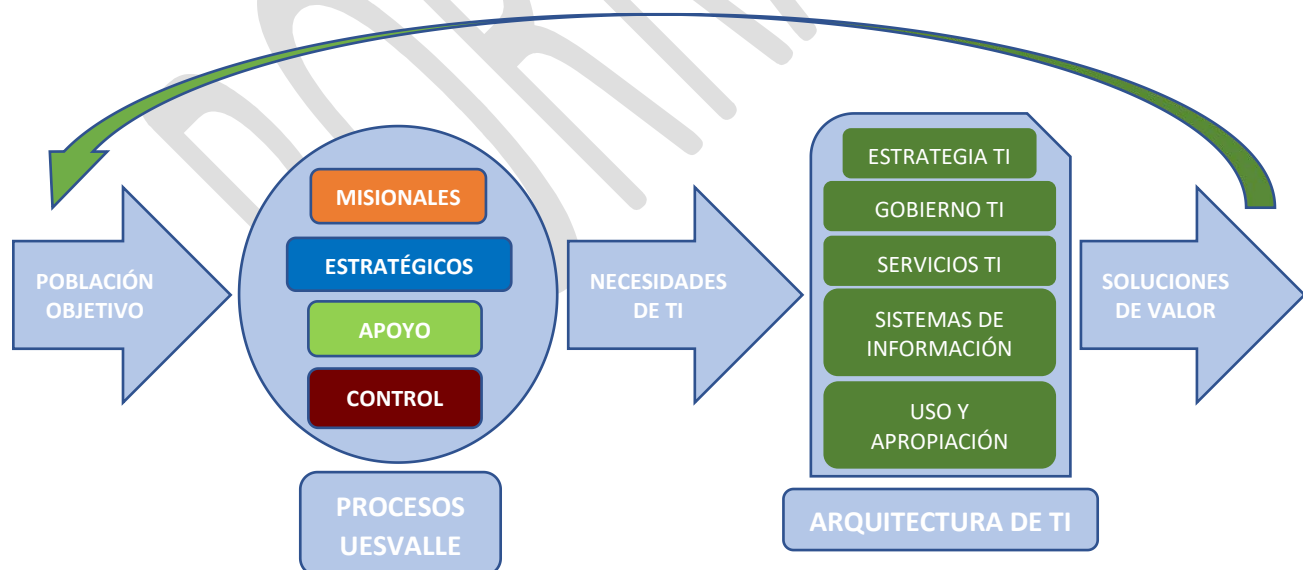 POBLACIÓN
OBJETIVO
MISIONALES
ESTRATÉGICOS
APOYO
CONTROL
PROCESOS
UESVALLE
NECESIDADES
DE TI
ESTRATEGIA TI
GOBIERNO TI
SERVICIOS TI
SISTEMAS DE
INFORMACIÓN
USO Y
APROPIACIÓN
ARQUITECTURA DE TI
SOLUCIONES
DE VALOR